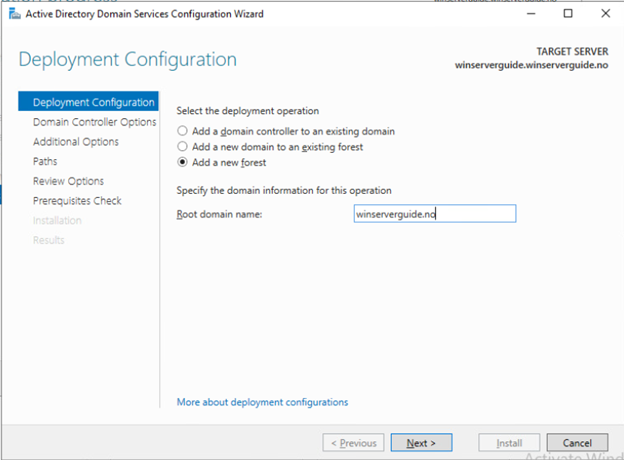 Active Directory Domain Services Configuration Wizard
Deployment Configuration
TARGET SERVER
winserverguide.winserverguide.no
Deployment Configuration
Domain Controller Options
Additional Options
Paths
Review Options
Prerequisites Check
Installation
Results
Select the deployment operation
Add a domain controller to an existing domain
Add a new domain to an existing forest
Add a new forest
Specify the domain information for this operation
Root domain name: winserverguide.no
More about deployment configurations
< Previous Next > Install Cancel
Activate Wind